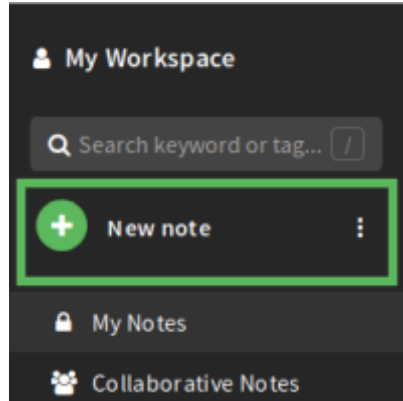 My Workspace
Search keyword or tag... /
New note
My Notes
Collaborative Notes